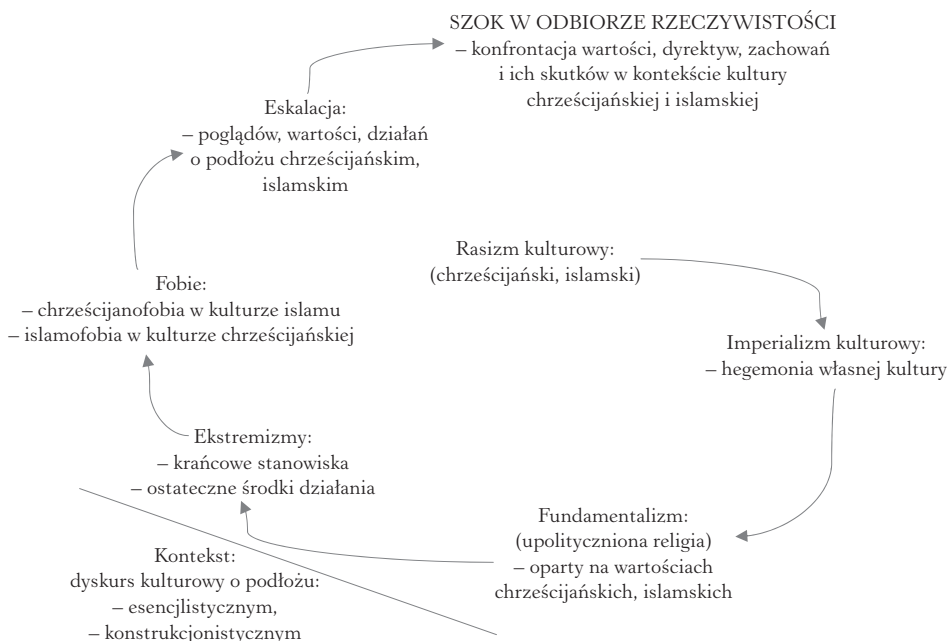 SZOK W ODBIORZE RZECZYWISTOŚCI
– konfrontacja wartości, dyrektyw, zachowań
i ich skutków w kontekście kultury
chrześcijańskiej i islamskiej
Eskalacja:
– poglądów, wartości, działań
o podłożu chrześcijańskim,
islamskim
Rasizm kulturowy:
(chrześcijański, islamski)
Fobie:
– chrześcijanofobia w kulturze islamu
– islamofobia w kulturze chrześcijańskiej
Imperializm kulturowy:
– hegemonia własnej kultury
Ekstremizmy:
– krańcowe stanowiska
– ostateczne środki działania
Fundamentalizm:
(upolityczniona religia)
– oparty na wartościach
chrześcijańskich, islamskich
Kontekst:
dyskurs kulturowy o podłożu:
– esencjlistycznym,
– konstrukcjonistycznym